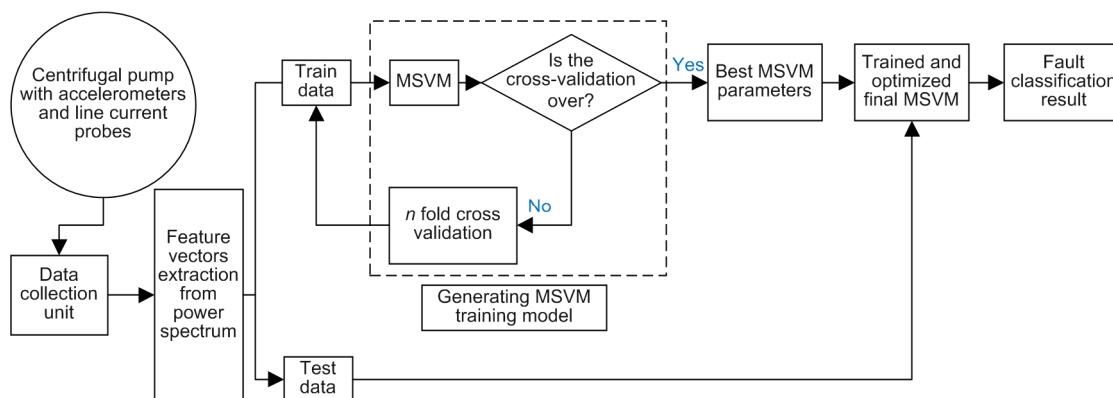 Centrifugal pump
with accelerometers
and line current
probes
Data
collection
unit
Feature
vectors
extraction
from
power
spectrum
Train
data
MSVM
Is the
cross-validation
over?
Yes
No
n fold cross
validation
Generating MSVM
training model
Test
data
Best MSVM
parameters
Trained and
optimized
final MSVM
Fault
classification
result